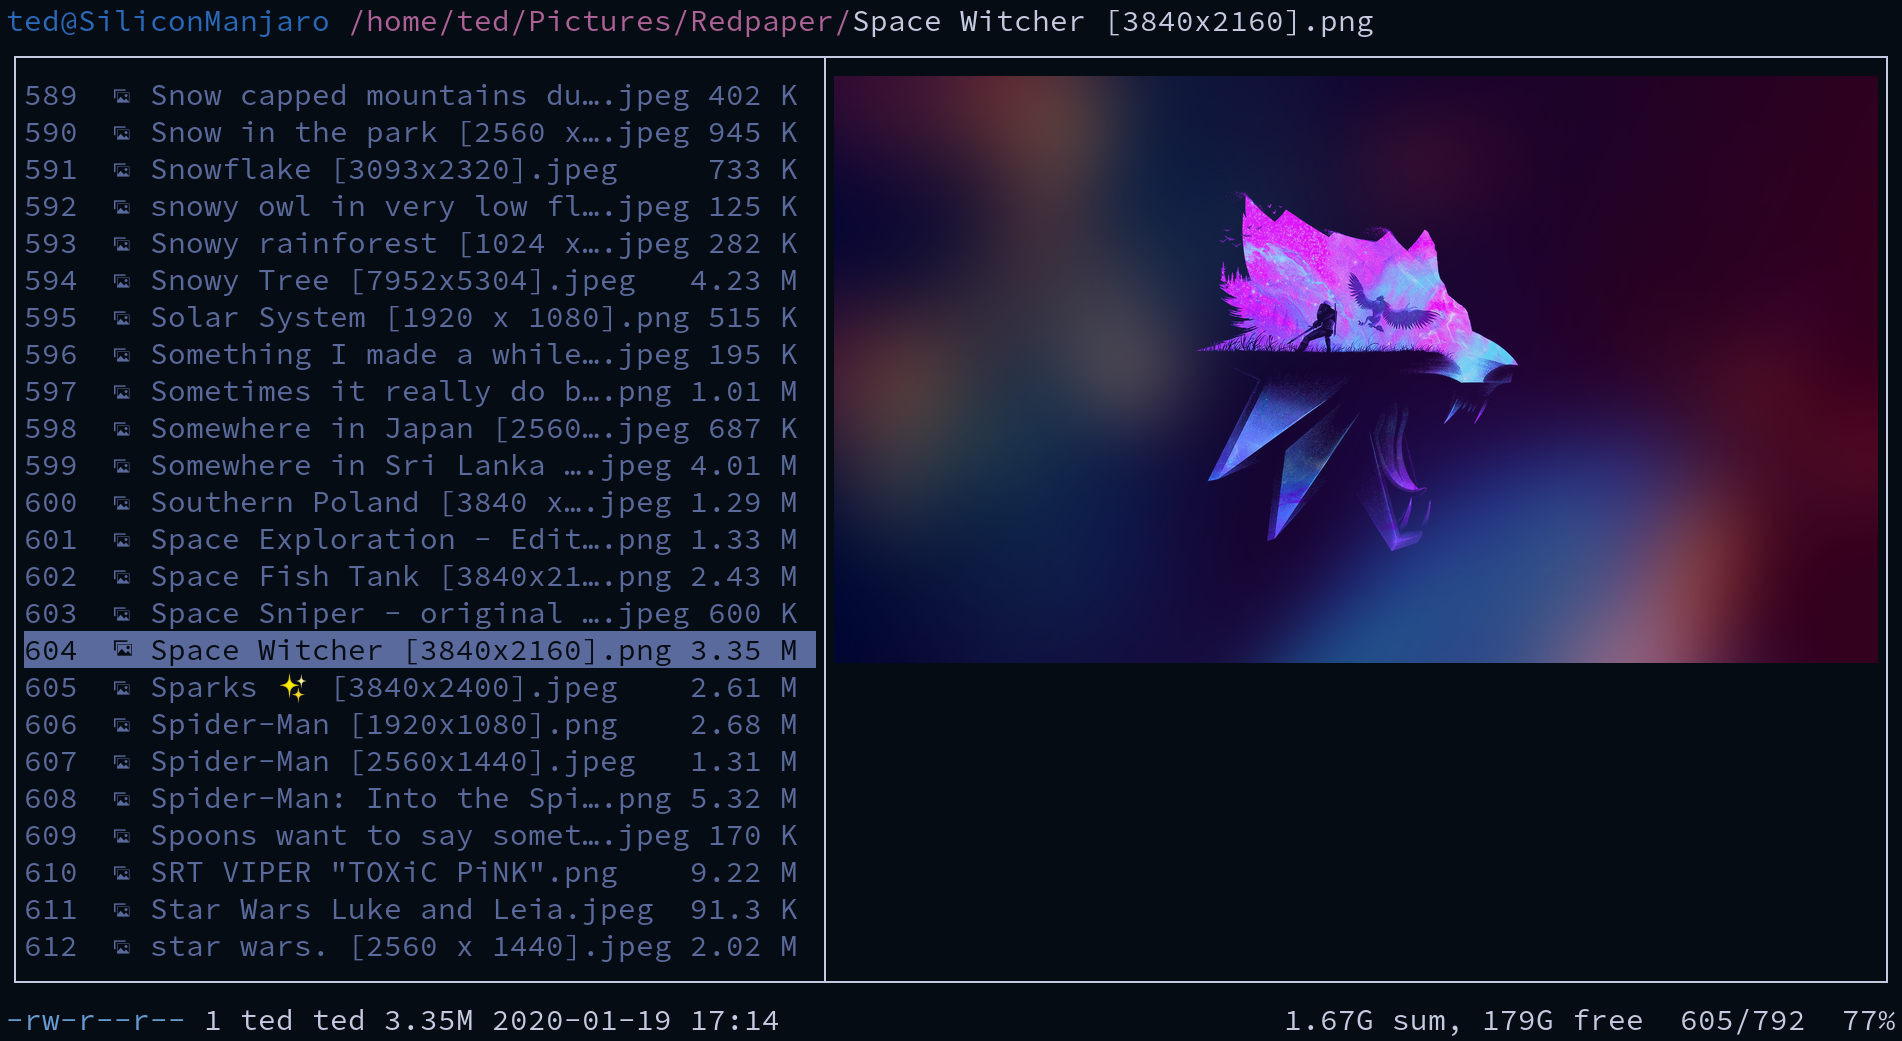 ted@SiliconManjaro /home/ted/Pictures/Redpaper/Space Witcher [3840x2160].png
589 Snow capped mountains du….jpeg 402 K
590 Snow in the park [2560 x….jpeg 945 K
591 Snowflake [3093x2320].jpeg 733 K
592 snowy owl in very low fl….jpeg 125 K
593 Snowy rainforest [1024 x….jpeg 282 K
594 Snowy Tree [7952x5304].jpeg 4.23 M
595 Solar System [1920 x 1080].png 515 K
596 Something I made a while….jpeg 195 K
597 Sometimes it really do b….png 1.01 M
598 Somewhere in Japan [2560….jpeg 687 K
599 Somewhere in Sri Lanka ….jpeg 4.01 M
600 Southern Poland [3840 x….jpeg 1.29 M
601 Space Exploration - Edit….png 1.33 M
602 Space Fish Tank [3840x21….png 2.43 M
603 Space Sniper - original ….jpeg 600 K
604 Space Witcher [3840x2160].png 3.35 M
605 Sparks ✨ [3840x2400].jpeg 2.61 M
606 Spider-Man [1920x1080].png 2.68 M
607 Spider-Man [2560x1440].jpeg 1.31 M
608 Spider-Man: Into the Spi….png 5.32 M
609 Spoons want to say somet….jpeg 170 K
610 SRT VIPER "TOXiC PiNK".png 9.22 M
611 Star Wars Luke and Leia.jpeg 91.3 K
612 star wars. [2560 x 1440].jpeg 2.02 M
-rw-r--r-- 1 ted ted 3.35M 2020-01-19 17:14 1.67G sum, 179G free 605/792 77%